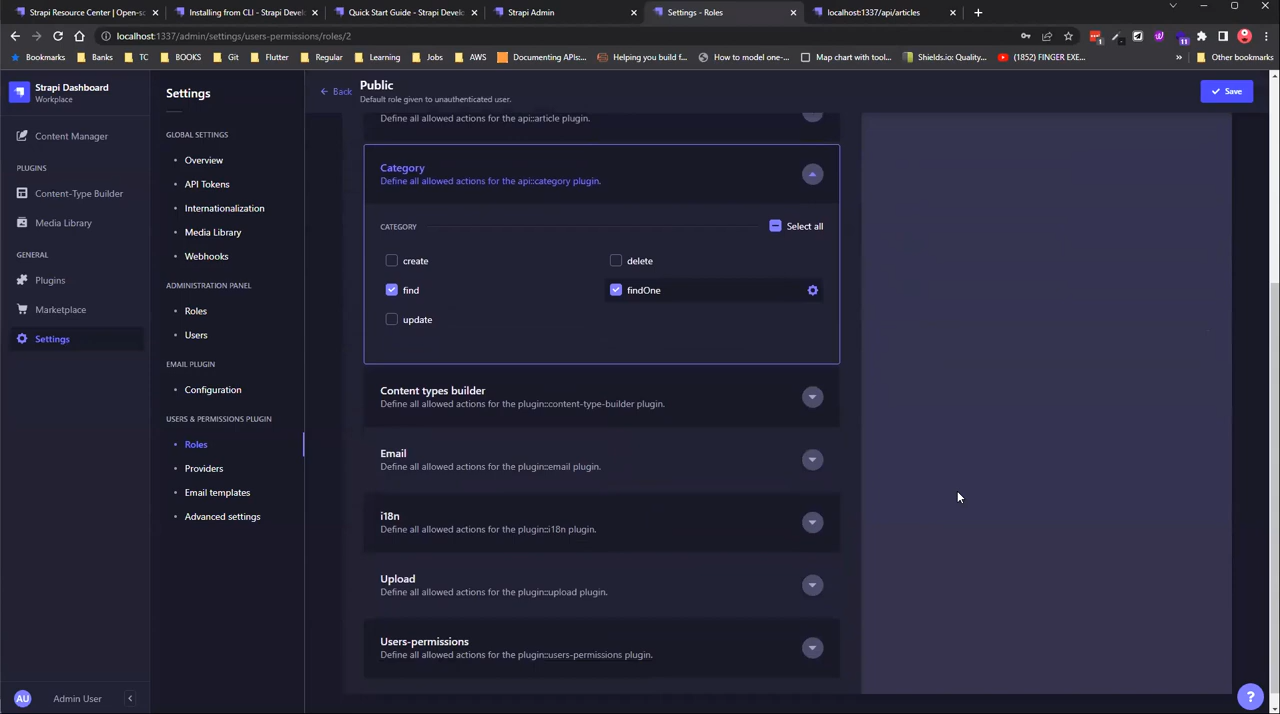 Strapi Resource Center | Open-sc
Installing from CLI - Strapi Devel
Quick Start Guide - Strapi Develo
Strapi Admin
Settings - Roles
localhost:1337/api/articles
localhost:1337/admin/settings/users-permissions/roles/2
Bookmarks
Banks
TC
BOOKS
Git
Flutter
Regular
Learning
Jobs
AWS
Documenting APIs...
Helping you build f...
How to model one-...
Map chart with tool...
Shields.io: Quality...
(1852) FINGER EXE...
»
Other bookmarks
Strapi Dashboard
Workplace
Content Manager
PLUGINS
Content-Type Builder
Media Library
GENERAL
Plugins
Marketplace
Settings
AU
Admin User
Settings
GLOBAL SETTINGS
Overview
API Tokens
Internationalization
Media Library
Webhooks
ADMINISTRATION PANEL
Roles
Users
EMAIL PLUGIN
Configuration
USERS & PERMISSIONS PLUGIN
Roles
Providers
Email templates
Advanced settings
Back
Public
Default role given to unauthenticated user.
Save
Define all allowed actions for the api::article plugin.
Category
Define all allowed actions for the api::category plugin.
CATEGORY
Select all
create
delete
find
findOne
update
Content types builder
Define all allowed actions for the plugin::content-type-builder plugin.
Email
Define all allowed actions for the plugin::email plugin.
i18n
Define all allowed actions for the plugin::i18n plugin.
Upload
Define all allowed actions for the plugin::upload plugin.
Users-permissions
Define all allowed actions for the plugin::users-permissions plugin.
?